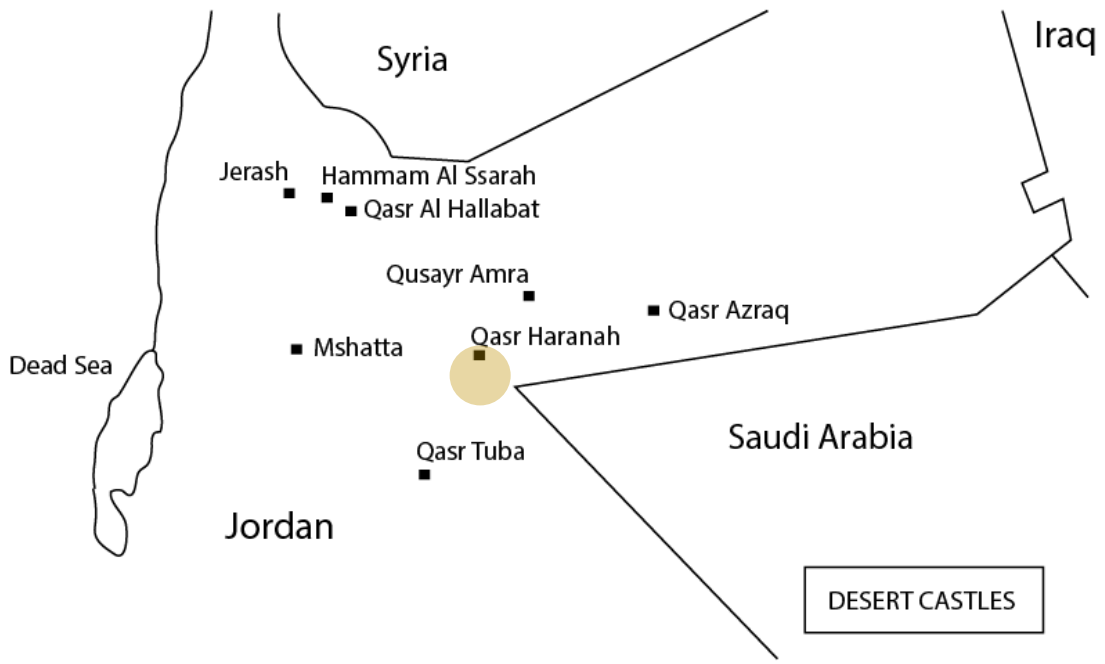 Syria
Iraq
Jerash
Hammam Al Ssarah
Qasr Al Hallabat
Qusayr Amra
Qasr Azraq
Qasr Haranah
Mshatta
Dead Sea
Saudi Arabia
Qasr Tuba
Jordan
DESERT CASTLES